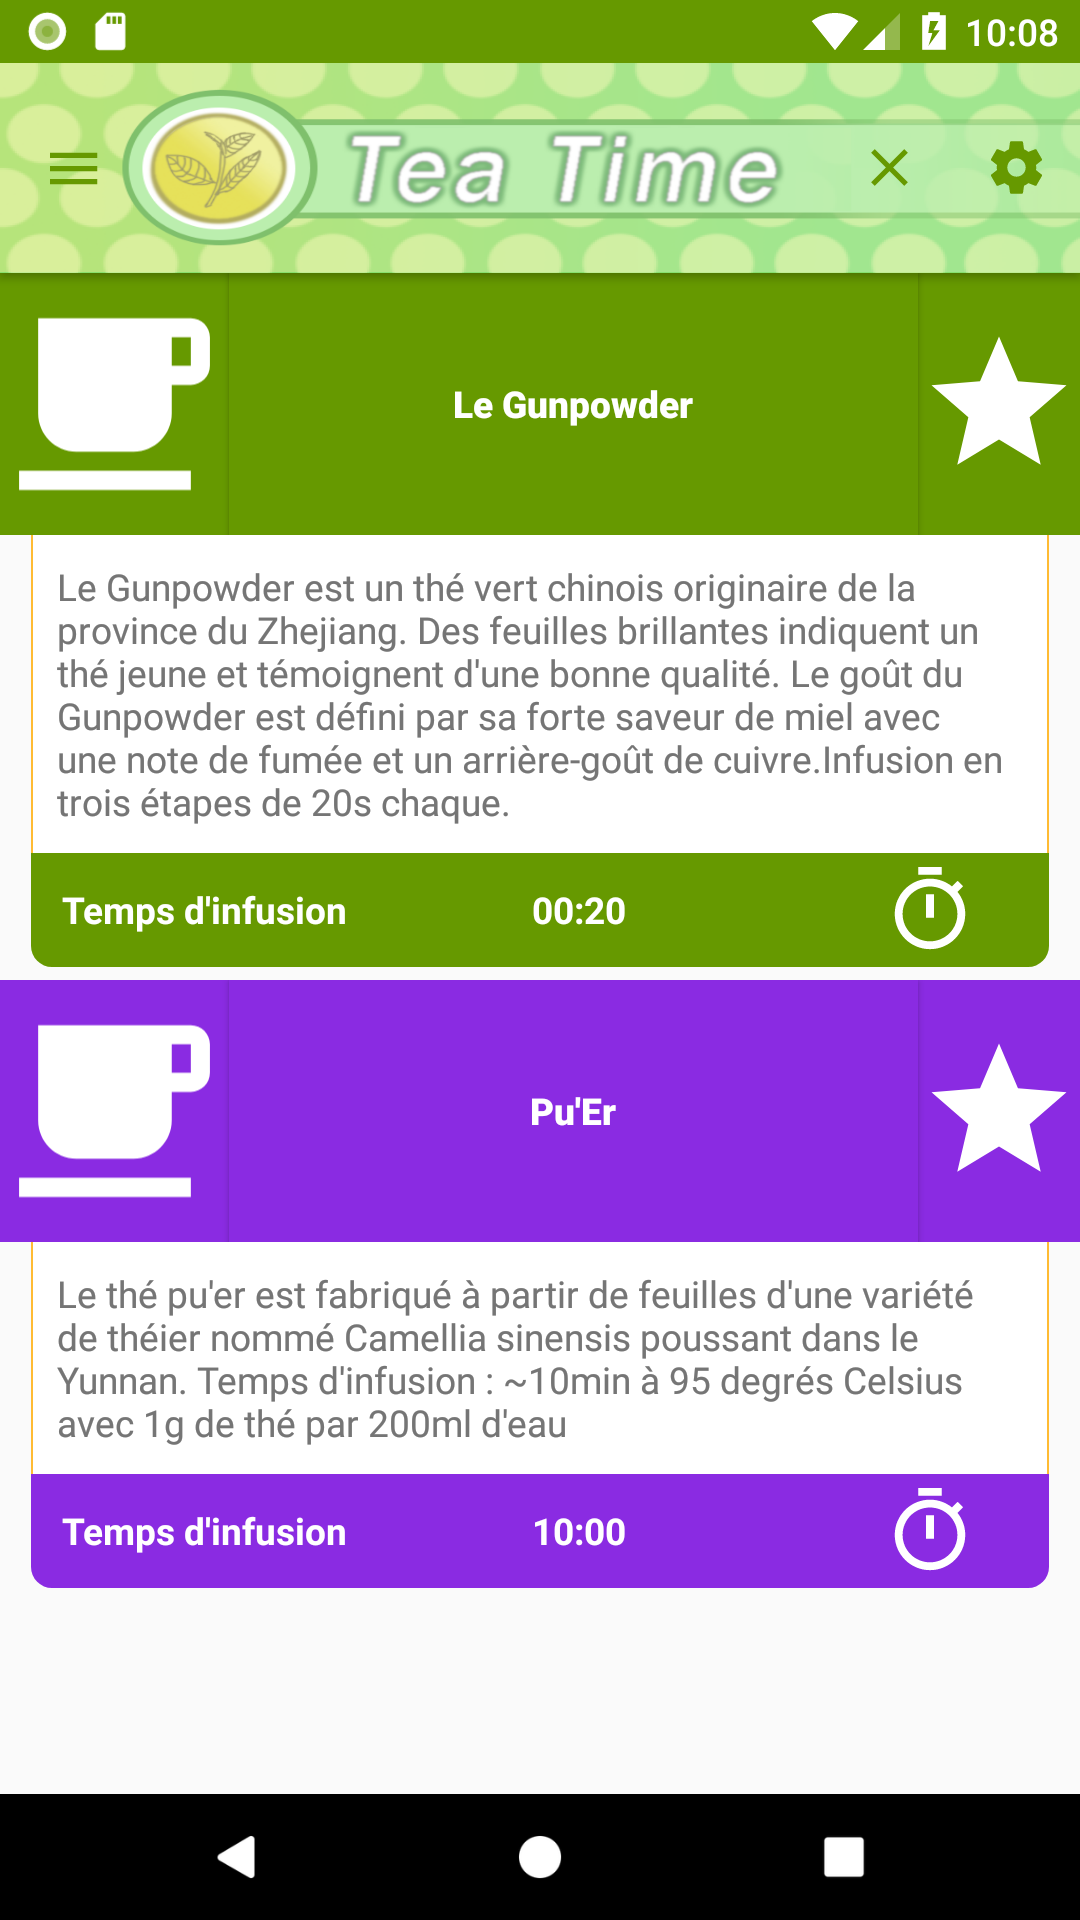 10:08
Tea Time
Le Gunpowder
Le Gunpowder est un thé vert chinois originaire de la
province du Zhejiang. Des feuilles brillantes indiquent un
thé jeune et témoignent d'une bonne qualité. Le goût du
Gunpowder est défini par sa forte saveur de miel avec
une note de fumée et un arrière-goût de cuivre.Infusion en
trois étapes de 20s chaque.
Temps d'infusion 00:20
Pu'Er
Le thé pu'er est fabriqué à partir de feuilles d'une variété
de théier nommé Camellia sinensis poussant dans le
Yunnan. Temps d'infusion : ~10min à 95 degrés Celsius
avec 1g de thé par 200ml d'eau
Temps d'infusion 10:00